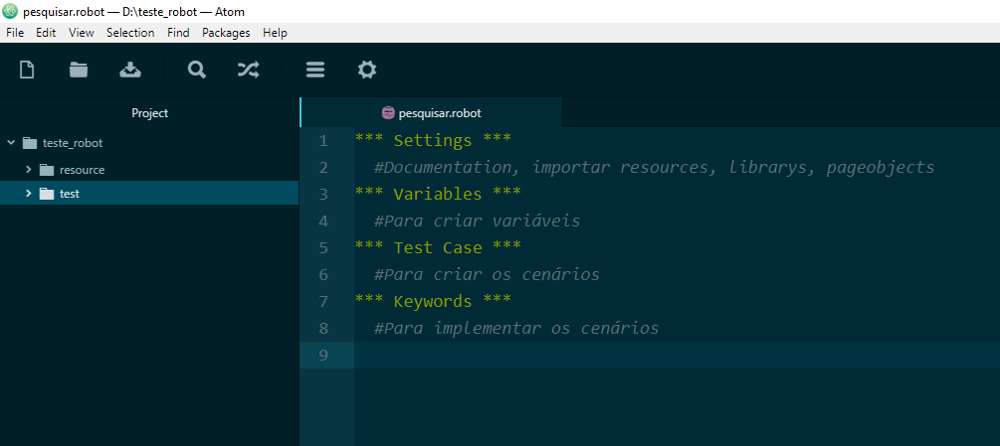 pesquisar.robot — D:\teste_robot — Atom
File Edit View Selection Find Packages Help
Project
pesquisar.robot
teste_robot
resource
test
1 *** Settings ***
2 #Documentation, importar resources, librarys, pageobjects
3 *** Variables ***
4 #Para criar variáveis
5 *** Test Case ***
6 #Para criar os cenários
7 *** Keywords ***
8 #Para implementar os cenários
9